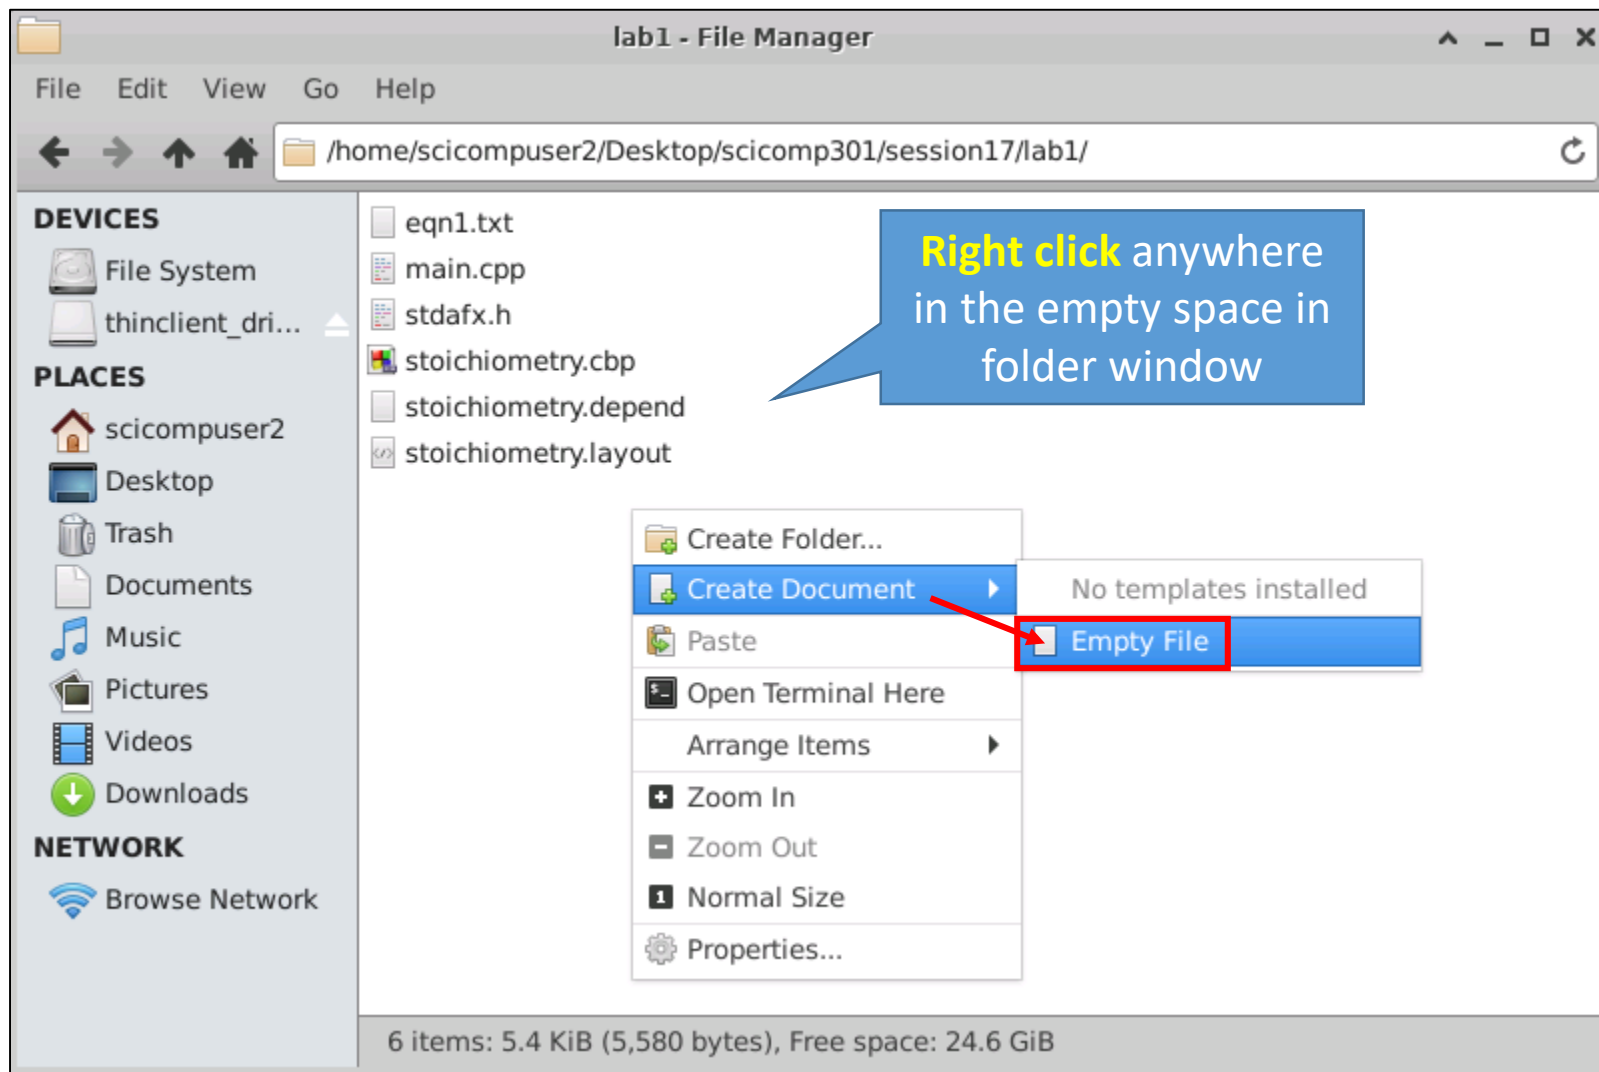 lab1 - File Manager
File Edit View Go Help
/home/scicompuser2/Desktop/scicomp301/session17/lab1/
DEVICES
File System
thinclient_dri...
PLACES
scicompuser2
Desktop
Trash
Documents
Music
Pictures
Videos
Downloads
NETWORK
Browse Network
eqn1.txt
main.cpp
stdafx.h
stoichiometry.cbp
stoichiometry.depend
stoichiometry.layout
Right click anywhere
in the empty space in
folder window
Create Folder...
Create Document
Paste
Open Terminal Here
Arrange Items
Zoom In
Zoom Out
Normal Size
Properties...
No templates installed
Empty File
6 items: 5.4 KiB (5,580 bytes), Free space: 24.6 GiB